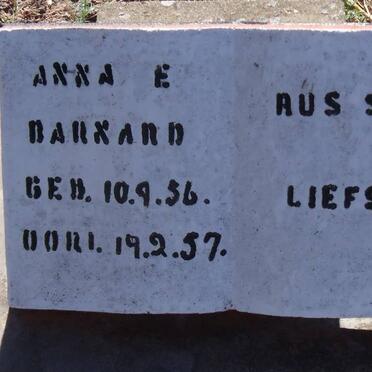 ANNA E
BARNARD
GEB. 10.9.56.
OORL. 19.2.57.
RUS S
LIEFS